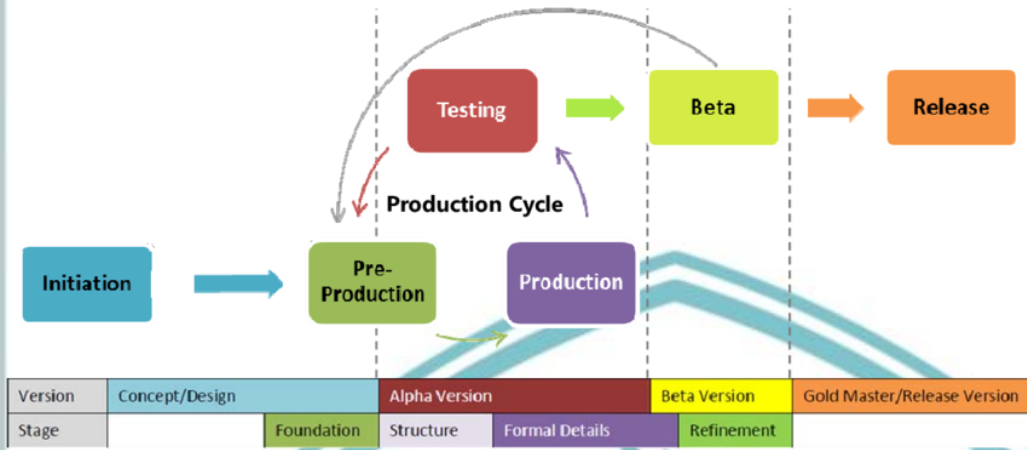 Testing
Beta
Release
Production Cycle
Initiation
Pre-
Production
Production
Version
Concept/Design
Alpha Version
Beta Version
Gold Master/Release Version
Stage
Foundation
Structure
Formal Details
Refinement